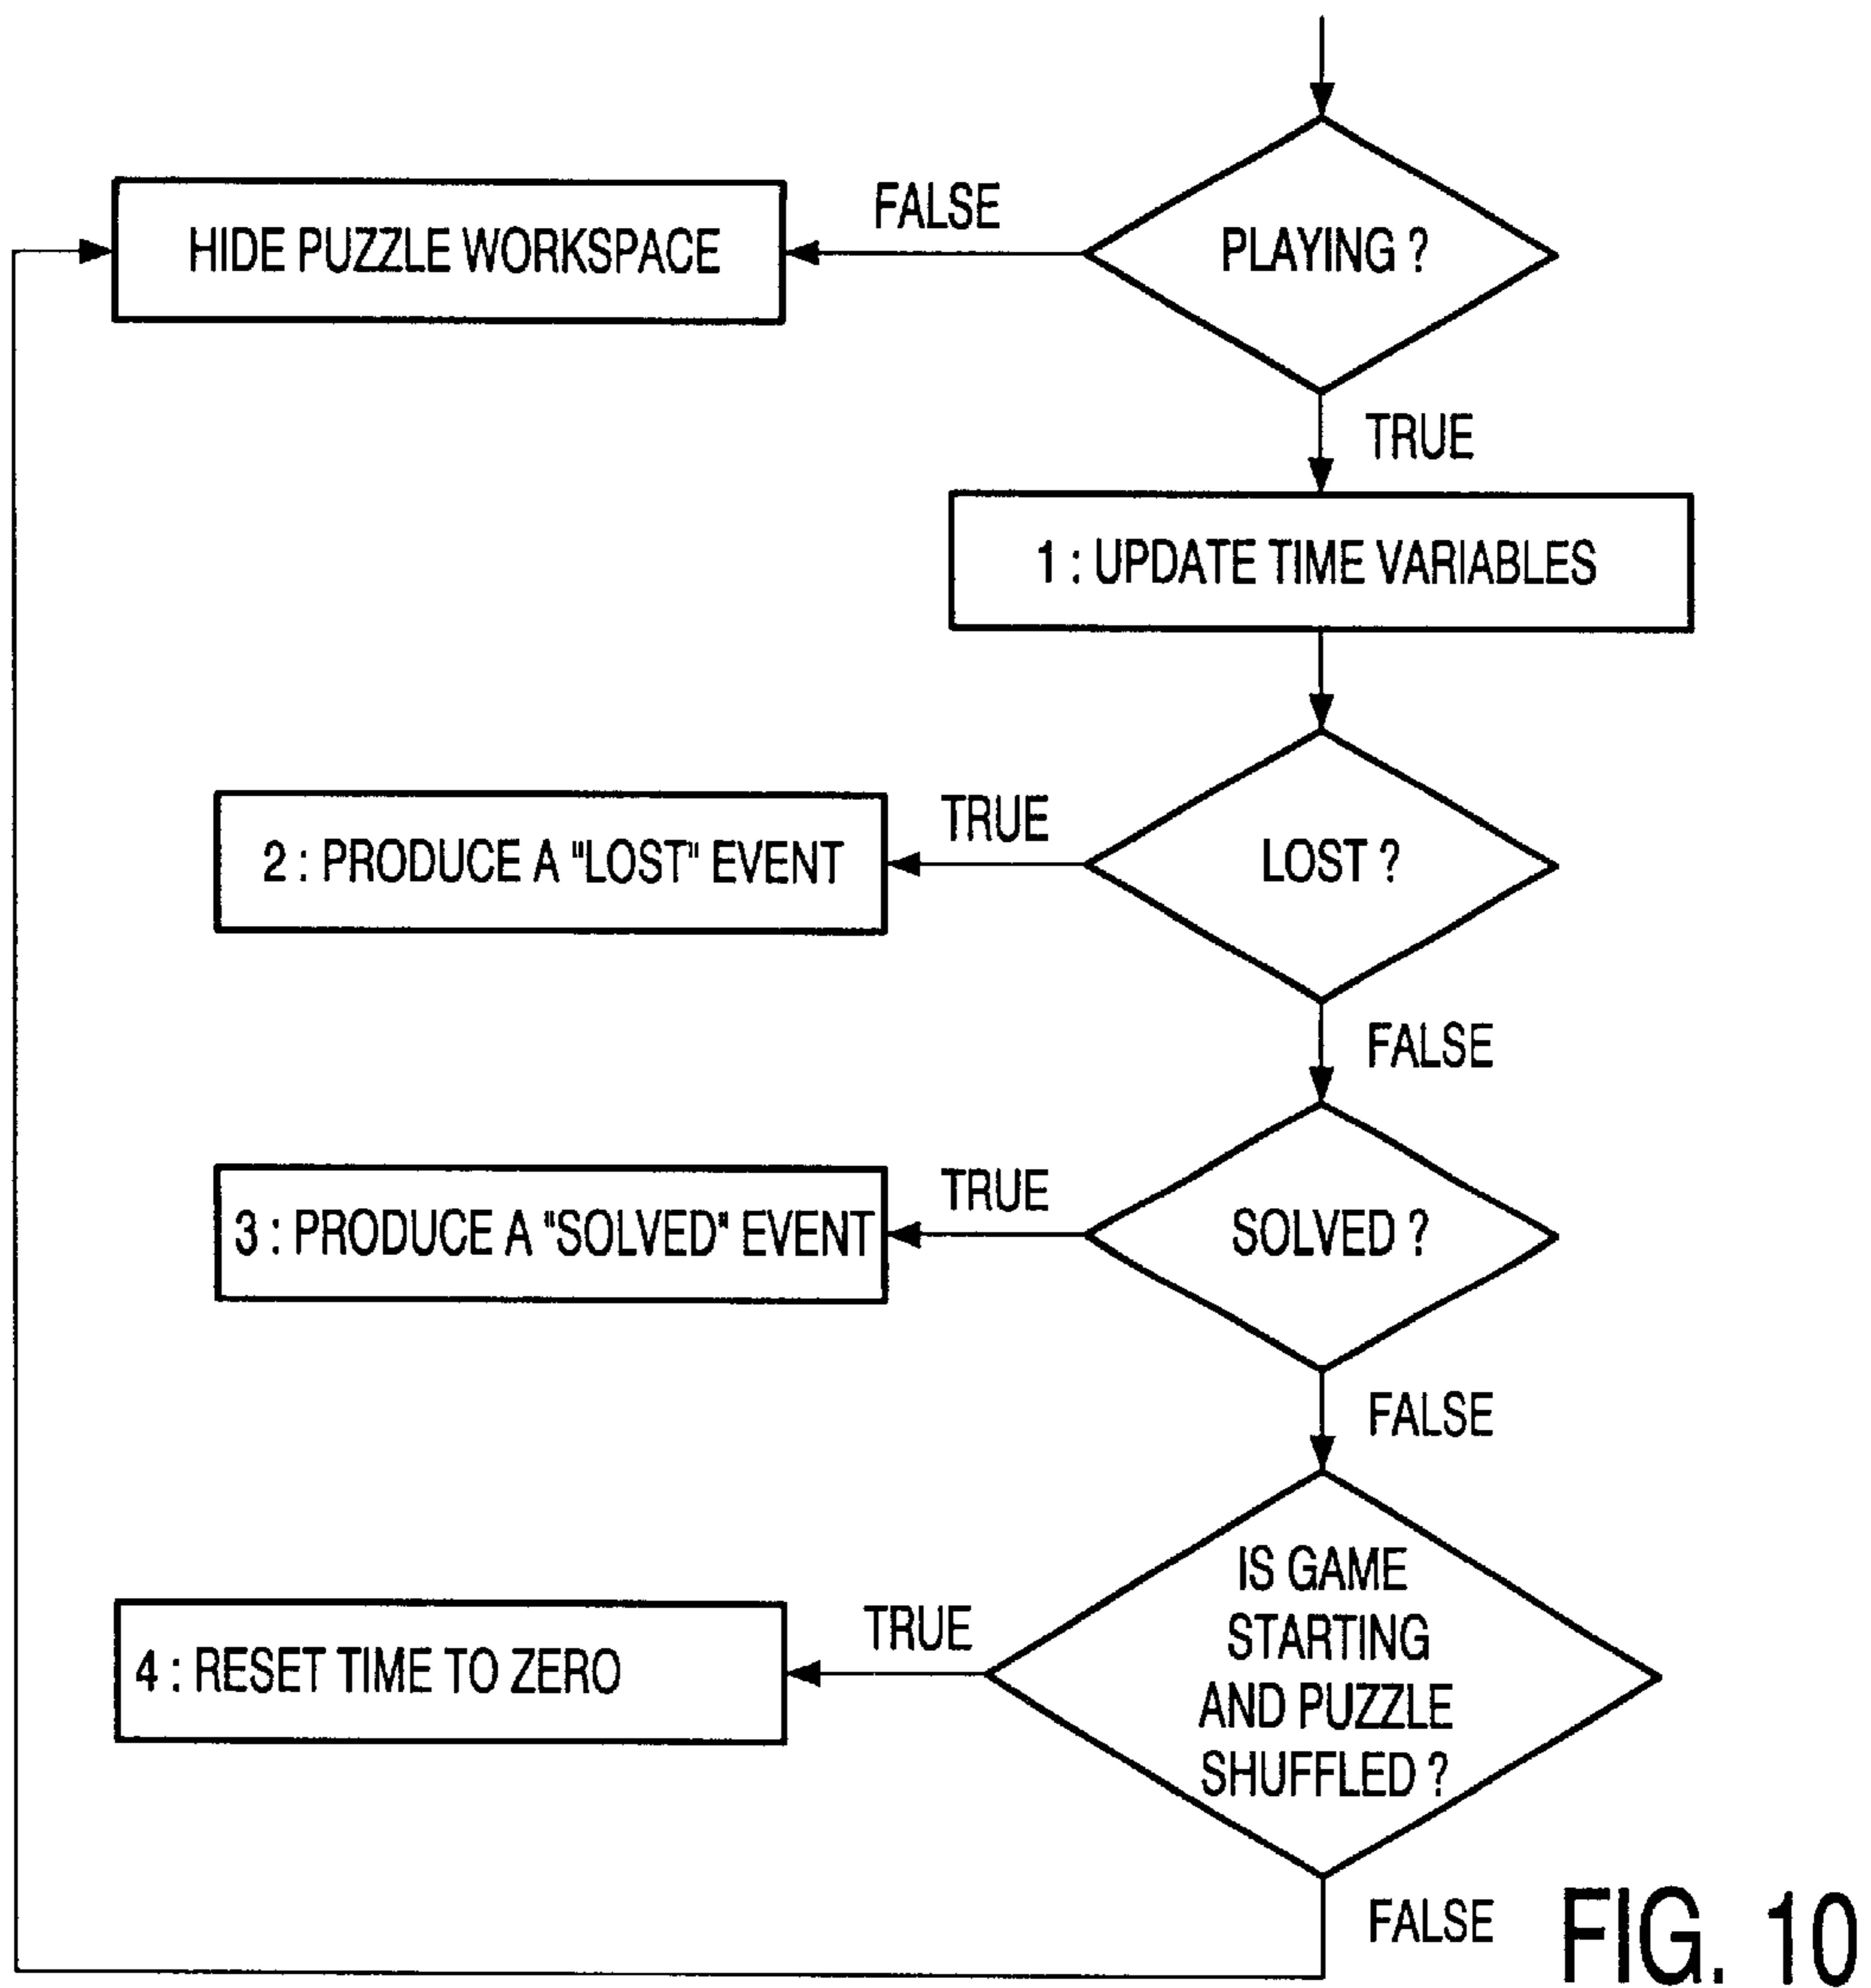 FALSE
HIDE PUZZLE WORKSPACE
PLAYING ?
TRUE
1 : UPDATE TIME VARIABLES
TRUE
2 : PRODUCE A "LOST" EVENT
LOST ?
FALSE
TRUE
3 : PRODUCE A "SOLVED" EVENT
SOLVED ?
FALSE
IS GAME
STARTING
AND PUZZLE
SHUFFLED ?
TRUE
4 : RESET TIME TO ZERO
FALSE
FIG. 10